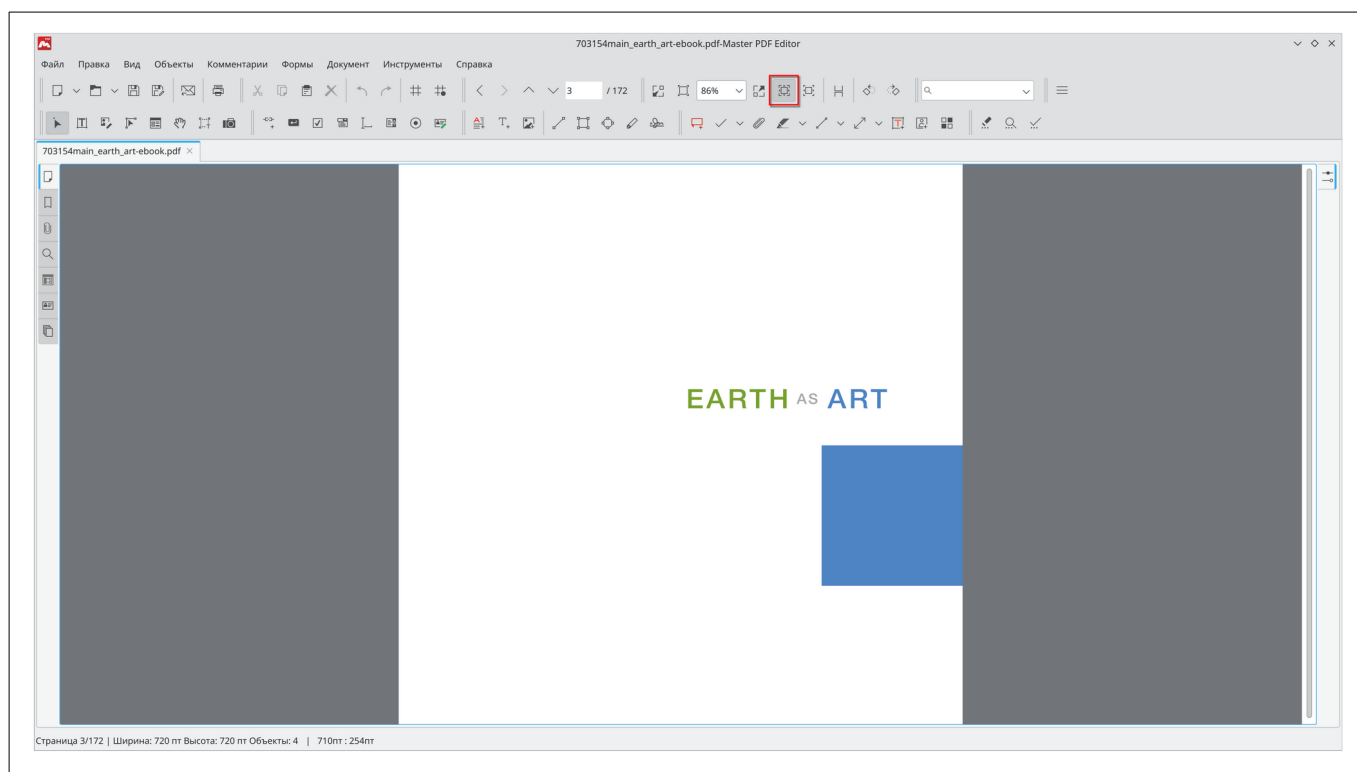 703154main_earth_art-ebook.pdf-Master PDF Editor
Файл Правка Вид Объекты Комментарии Формы Документ Инструменты Справка
3 / 172 86%
703154main_earth_art-ebook.pdf
EARTH AS ART
Страница 3/172 | Ширина: 720 пт Высота: 720 пт Объекты: 4 | 710пт : 254пт